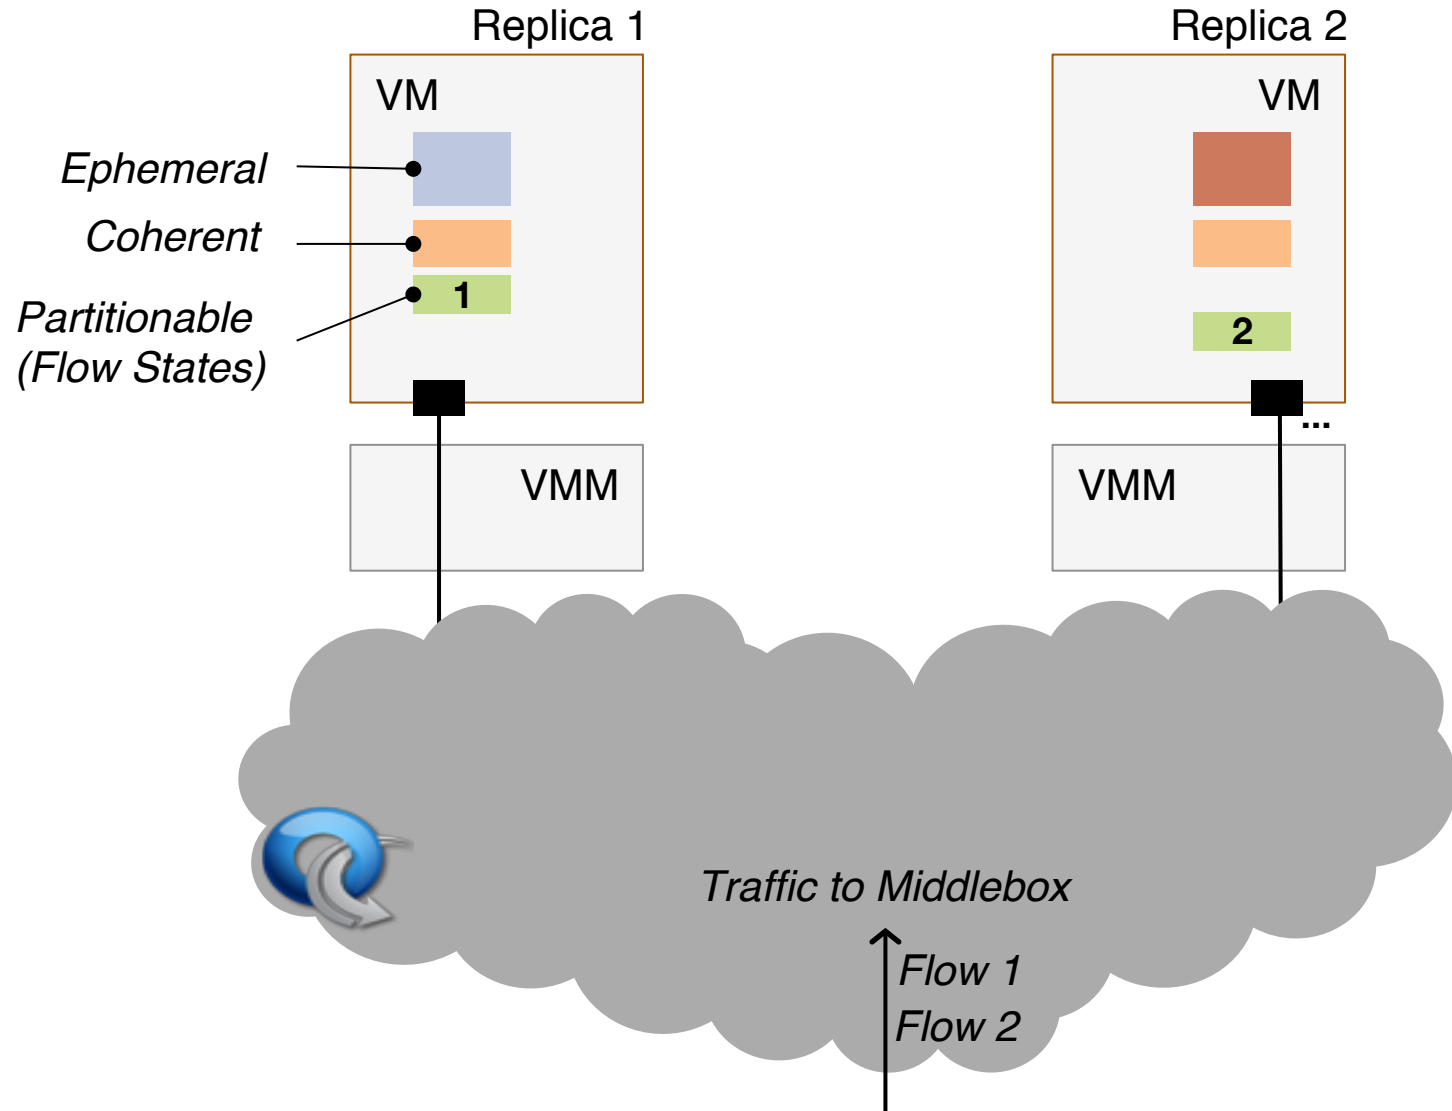 Replica 1
Replica 2
VM
VM
Ephemeral
Coherent
Partitionable
(Flow States)
1
2
...
VMM
VMM
Traffic to Middlebox
Flow 1
Flow 2